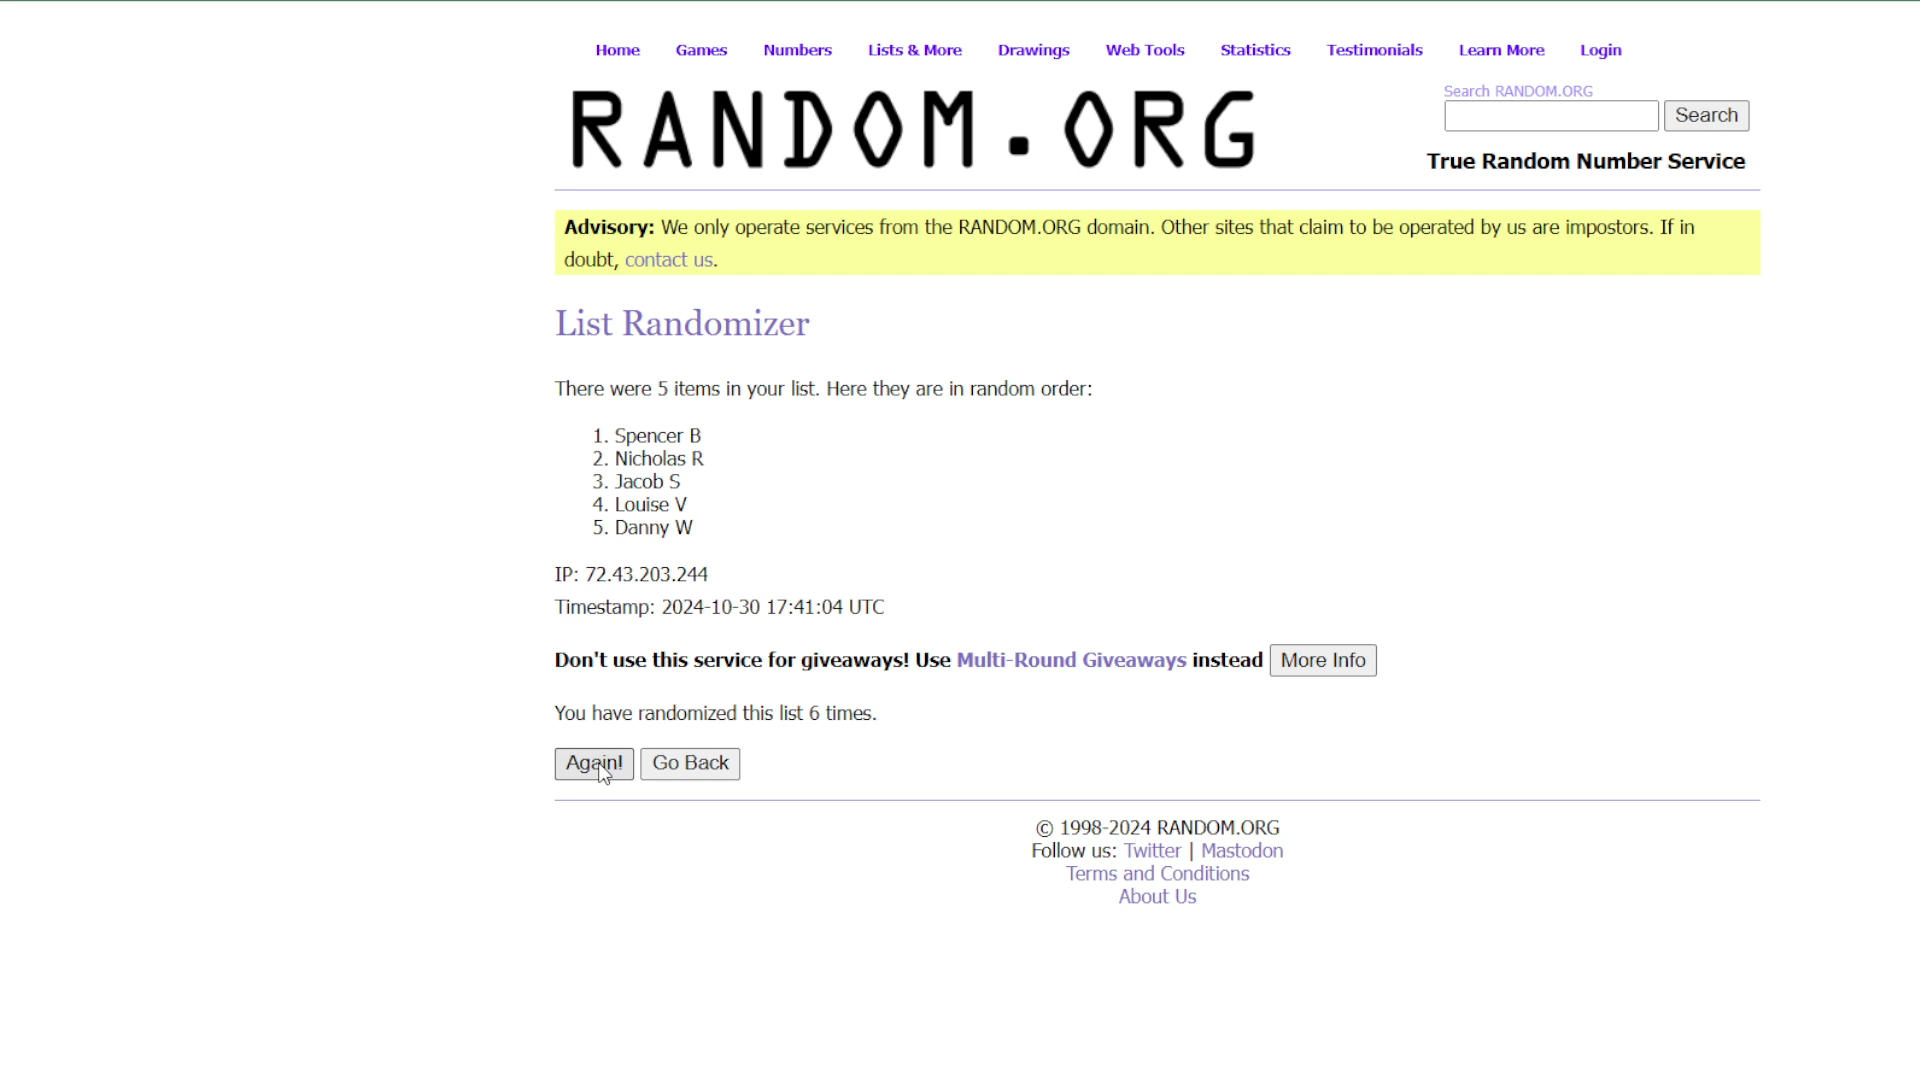 Home Games Numbers Lists & More Drawings Web Tools Statistics Testimonials Learn More Login
RANDOM.ORG
Search RANDOM.ORG
Search
True Random Number Service
Advisory: We only operate services from the RANDOM.ORG domain. Other sites that claim to be operated by us are impostors. If in
doubt, contact us.
List Randomizer
There were 5 items in your list. Here they are in random order:
1. Spencer B
2. Nicholas R
3. Jacob S
4. Louise V
5. Danny W
IP: 72.43.203.244
Timestamp: 2024-10-30 17:41:04 UTC
Don't use this service for giveaways! Use Multi-Round Giveaways instead More Info
You have randomized this list 6 times.
Again! Go Back
© 1998-2024 RANDOM.ORG
Follow us: Twitter | Mastodon
Terms and Conditions
About Us